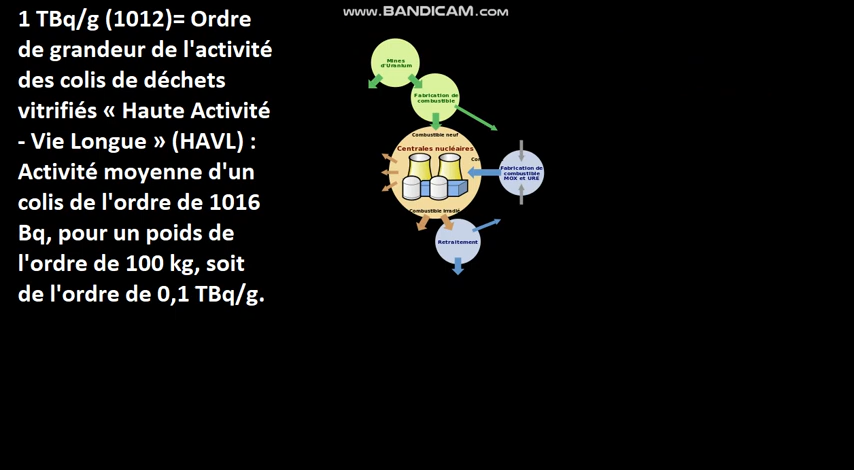 www.BANDICAM.com
1 TBq/g (1012)= Ordre
de grandeur de l'activité
des colis de déchets
vitrifiés « Haute Activité
- Vie Longue » (HAVL) :
Activité moyenne d'un
colis de l'ordre de 1016
Bq, pour un poids de
l'ordre de 100 kg, soit
de l'ordre de 0,1 TBq/g.
Mines
d'Uranium
Fabrication de
combustible
Combustible neuf
Centrales nucléaires
Fabrication de
combustible
MOX et URE
Combustible irradié
Retraitement